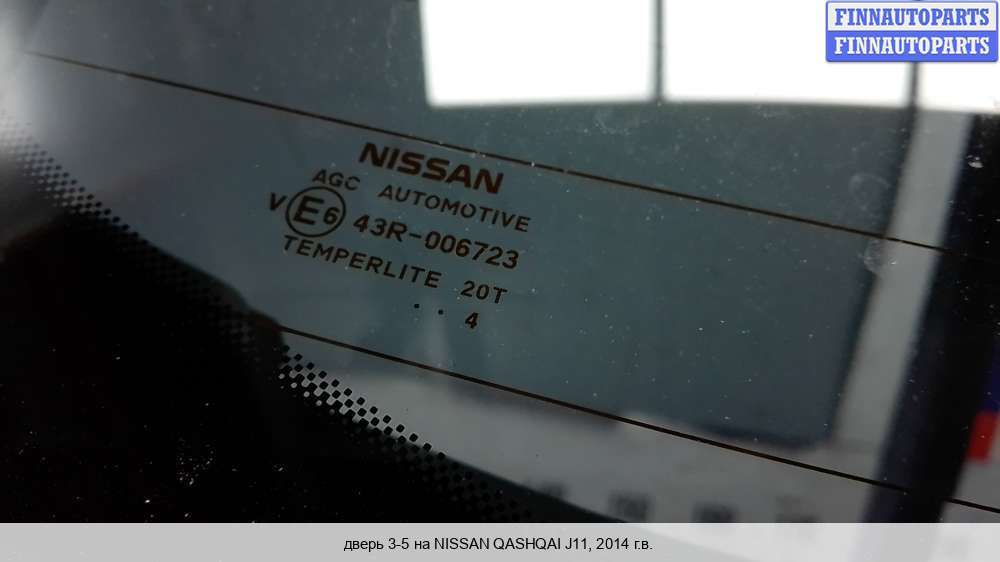 FINNAUTOPARTS
FINNAUTOPARTS
NISSAN
AGC AUTOMOTIVE
V E6 43R-006723
TEMPERLITE 20T
. . 4
дверь 3-5 на NISSAN QASHQAI J11, 2014 г.в.